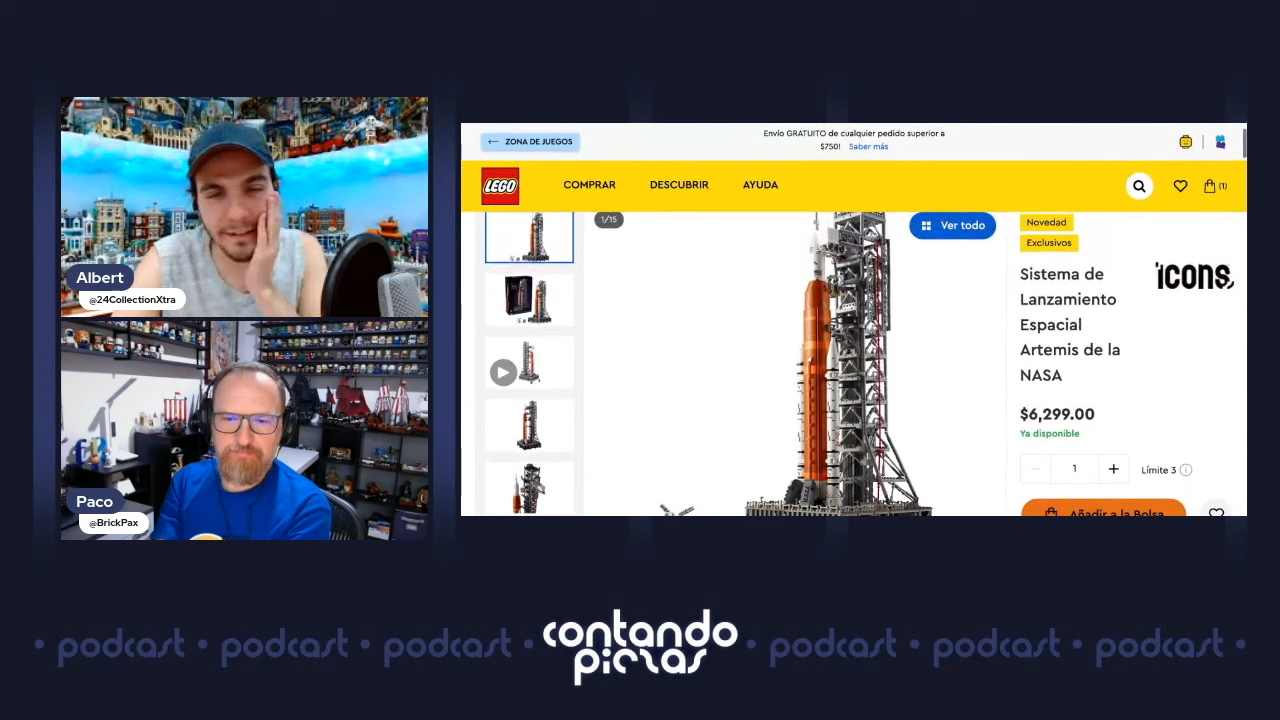 Albert
@24CollectionXtra
Paco
@BrickPax
← ZONA DE JUEGOS
Envío GRATUITO de cualquier pedido superior a
$750! Saber más
LEGO
COMPRAR
DESCUBRIR
AYUDA
(1)
1/15
Ver todo
Novedad
Exclusivos
Sistema de
Lanzamiento
Espacial
Artemis de la
NASA
ICONS
$6,299.00
Ya disponible
1
Límite 3
Añadir a la Bolsa
• podcast • podcast • podcast •
contando
piezas
• podcast • podcast • podcast •